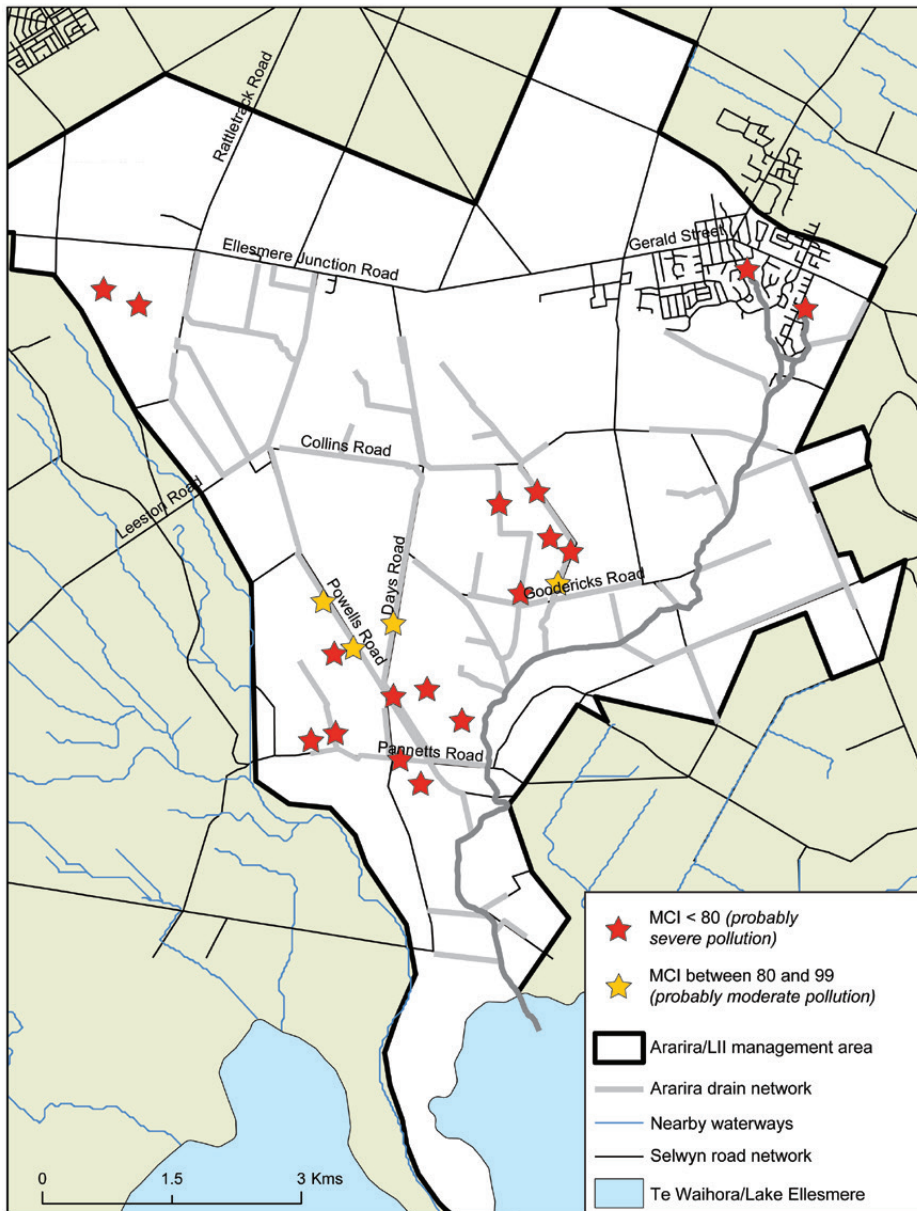 Rattletrack Road
Ellesmere Junction Road
Gerald Street
Collins Road
Leeston Road
Days Road
Powells Road
Goodericks Road
Pannetts Road
MCI < 80 (probably
severe pollution)
MCI between 80 and 99
(probably moderate pollution)
Ararira/LII management area
Ararira drain network
Nearby waterways
Selwyn road network
Te Waihora/Lake Ellesmere
0 1.5 3 Kms